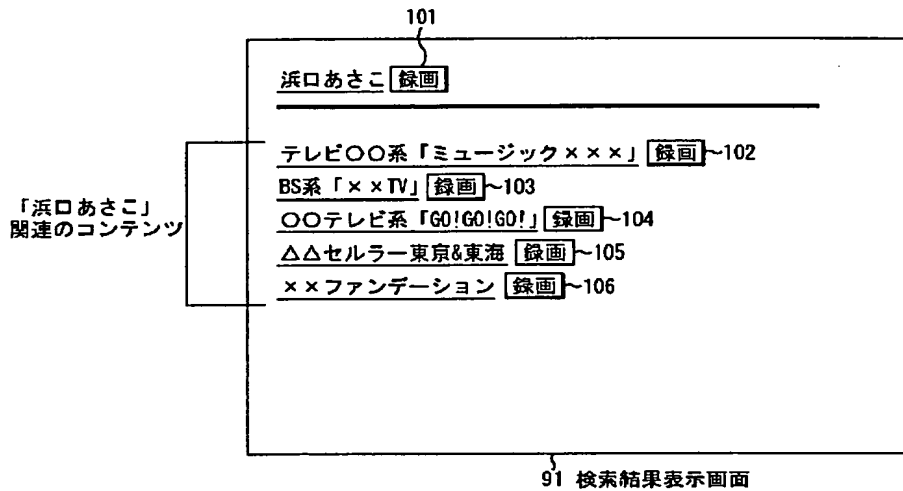 101
浜口あさこ 録画
テレビ〇〇系「ミュージック×××」 録画 ~102
BS系「××TV」 録画 ~103
〇〇テレビ系「GO!GO!GO!」 録画 ~104
△△セルラー東京&東海 録画 ~105
××ファンデーション 録画 ~106
「浜口あさこ」
関連のコンテンツ
91 検索結果表示画面